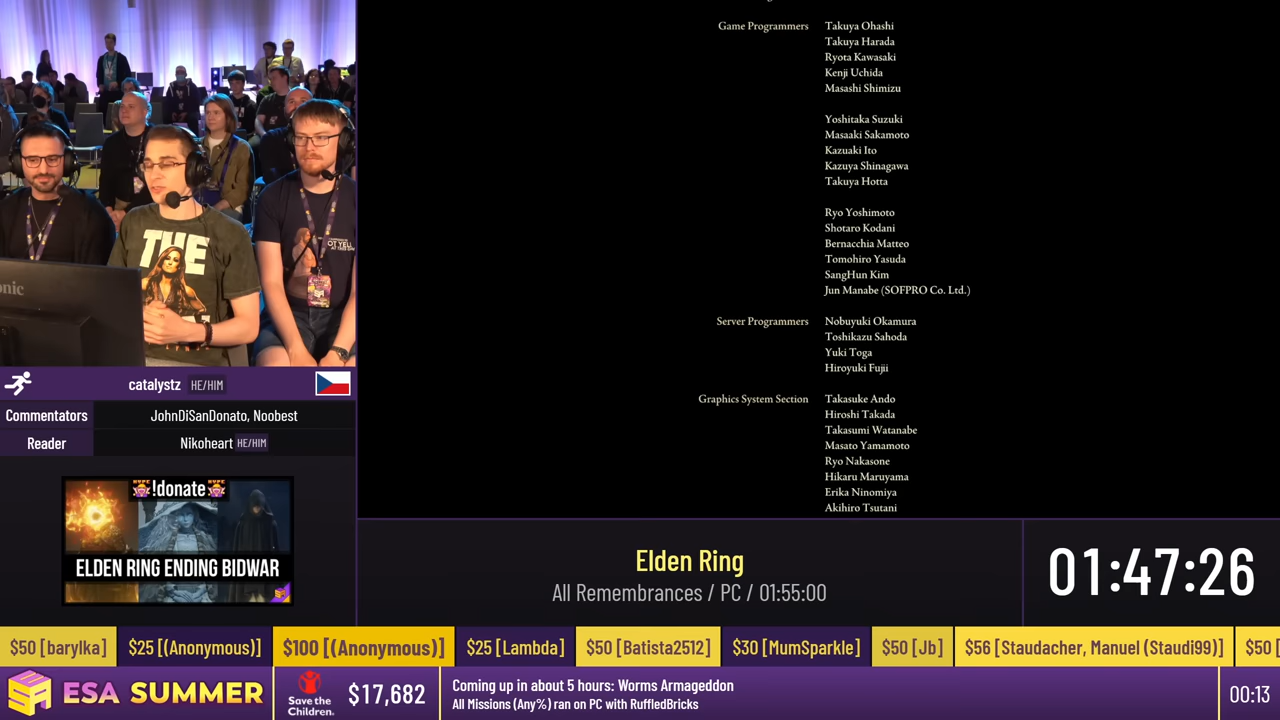 Game Programmers Takuya Ohashi
Takuya Harada
Ryota Kawasaki
Kenji Uchida
Masashi Shimizu
Yoshitaka Suzuki
Masaaki Sakamoto
Kazuaki Ito
Kazuya Shinagawa
Takuya Hotta
Ryo Yoshimoto
Shotaro Kodani
Bernacchia Matteo
Tomohiro Yasuda
SangHun Kim
Jun Manabe (SOFPRO Co. Ltd.)
Server Programmers Nobuyuki Okamura
Toshikazu Sahoda
Yuki Toga
Hiroyuki Fujii
Graphics System Section Takasuke Ando
Hiroshi Takada
Takasumi Watanabe
Masato Yamamoto
Ryo Nakasone
Hikaru Maruyama
Erika Ninomiya
Akihiro Tsutani
THE
OT YELL
catalystz HE/HIM
Commentators JohnDiSanDonato, Noobest
Reader Nikoheart HE/HIM
HYPE !donate HYPE
ELDEN RING ENDING BIDWAR
Elden Ring
All Remembrances / PC / 01:55:00
01:47:26
$50 [barylka] $25 [(Anonymous)] $100 [(Anonymous)] $25 [Lambda] $50 [Batista2512] $30 [MumSparkle] $50 [Jb] $56 [Staudacher, Manuel (Staudi99)] $50 [
ESA SUMMER
Save the
Children.
$17,682
Coming up in about 5 hours: Worms Armageddon
All Missions (Any%) ran on PC with RuffledBricks
00:13